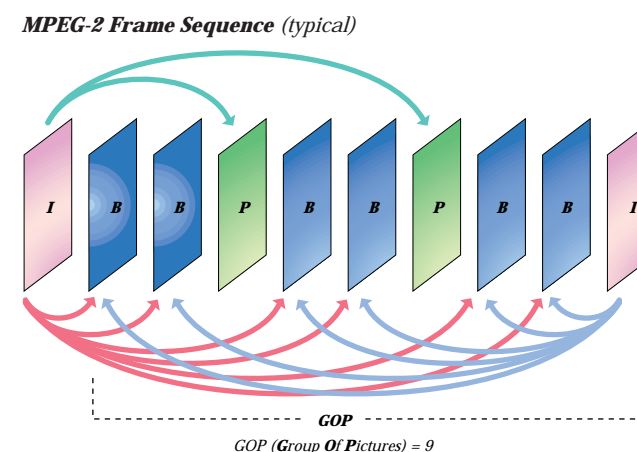 MPEG-2 Frame Sequence (typical)
I B B P B B P B B I
GOP
GOP (Group Of Pictures) = 9